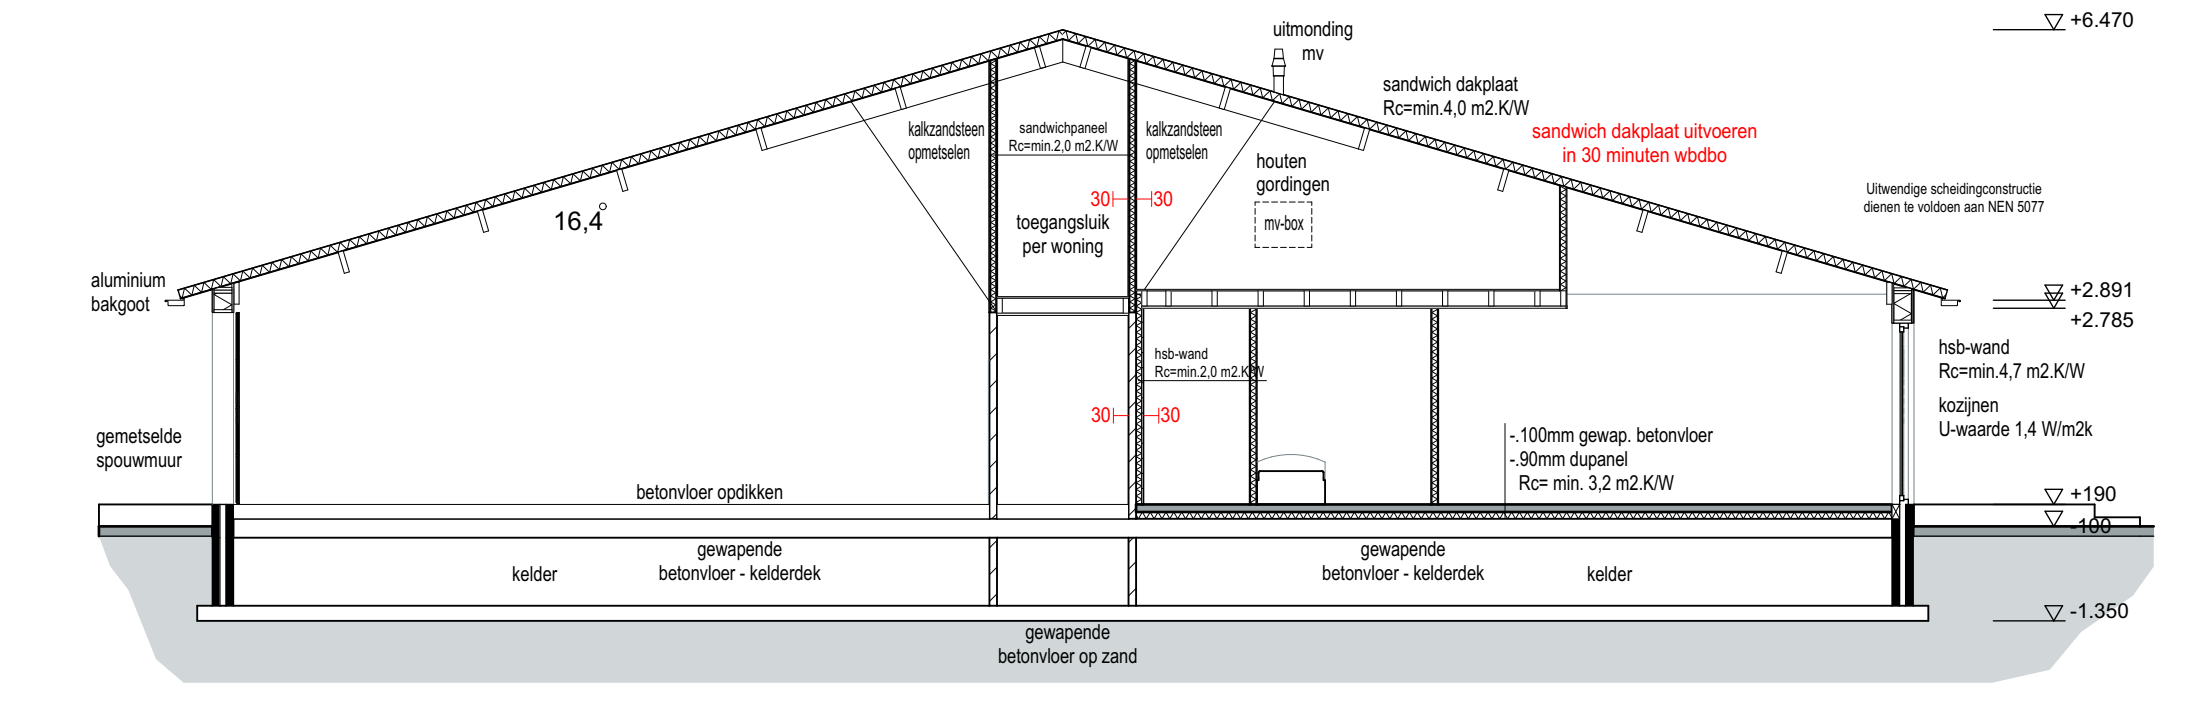 +6.470
uitmonding
mv
sandwich dakplaat
Rc=min.4,0 m2.K/W
sandwich dakplaat uitvoeren
in 30 minuten wbdbo
kalkzandsteen
opmetselen
sandwichpaneel
Rc=min.2,0 m2.K/W
kalkzandsteen
opmetselen
houten
gordingen
mv-box
30 30
toegangsluik
per woning
16,4°
Uitwendige scheidingconstructie
dienen te voldoen aan NEN 5077
aluminium
bakgoot
+2.891
+2.785
hsb-wand
Rc=min.2,0 m2.K/W
hsb-wand
Rc=min.4,7 m2.K/W
kozijnen
U-waarde 1,4 W/m2k
30 30
gemetselde
spouwmuur
-.100mm gewap. betonvloer
-.90mm dupanel
Rc= min. 3,2 m2.K/W
betonvloer opdikken
+190
-100
gewapende
betonvloer - kelderdek
kelder
gewapende
betonvloer - kelderdek
kelder
-1.350
gewapende
betonvloer op zand